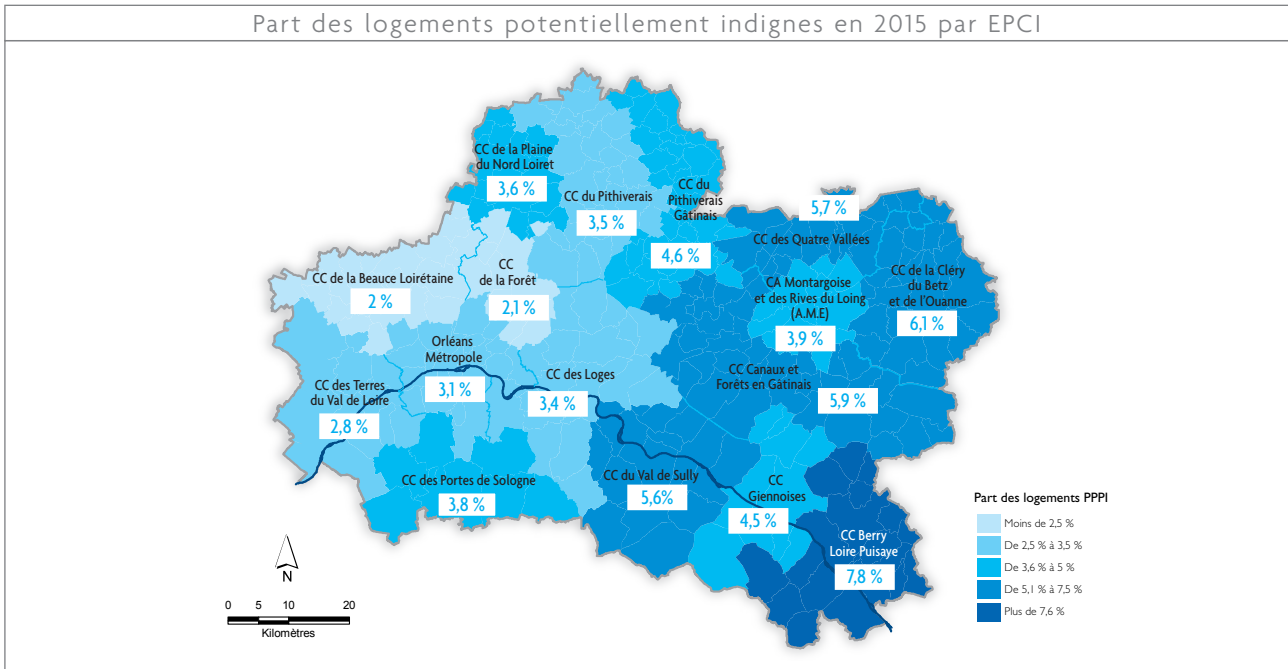 Part des logements potentiellement indignes en 2015 par EPCI
CC de la Plaine
du Nord Loiret
3,6 %
CC du Pithiverais
3,5 %
CC du
Pithiverais
Gâtinais
4,6 %
5,7 %
CC des Quatre Vallées
CC de la Cléry
du Betz
et de l'Ouanne
6,1 %
CC de la Beauce Loirétaine
2 %
CC
de la Forêt
2,1 %
CA Montargoise
et des Rives du Loing
(A.M.E)
3,9 %
Orléans
Métropole
3,1 %
CC des Loges
3,4 %
CC Canaux et
Forêts en Gâtinais
5,9 %
CC des Terres
du Val de Loire
2,8 %
CC des Portes de Sologne
3,8 %
CC du Val de Sully
5,6%
CC
Giennoises
4,5 %
CC Berry
Loire Puisaye
7,8 %
N
0 5 10 20
Kilomètres
Part des logements PPPI
Moins de 2,5 %
De 2,5 % à 3,5 %
De 3,6 % à 5 %
De 5,1 % à 7,5 %
Plus de 7,6 %